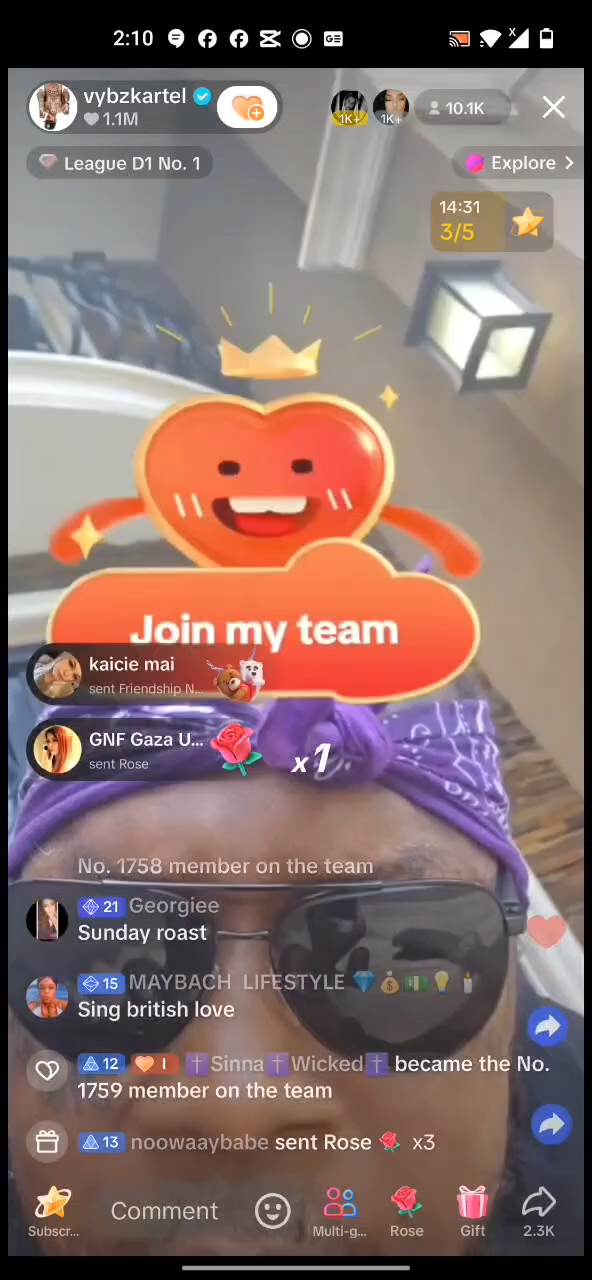 2:10
GE
x
vybzkartel
1.1M
1K+
1K+
10.1K
League D1 No. 1
Explore >
14:31
3/5
Join my team
kaicie mai
sent Friendship N...
GNF Gaza U...
sent Rose
x1
No. 1758 member on the team
21 Georgiee
Sunday roast
15 MAYBACH LIFESTYLE 💎💰💵💡🕯️
Sing british love
12 I ✝️Sinna✝️Wicked✝️ became the No.
1759 member on the team
13 noowaaybabe sent Rose 🌹 x3
Subscr...
Comment
Multi-g...
Rose
Gift
2.3K